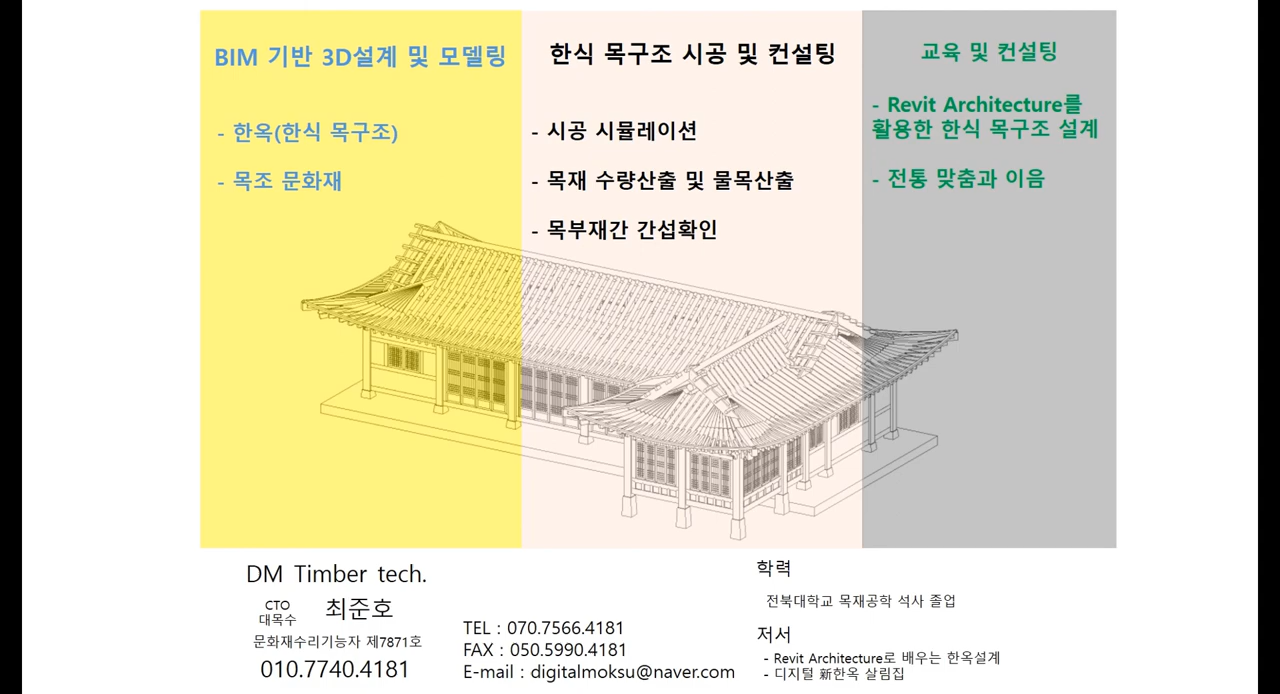 BIM 기반 3D설계 및 모델링
- 한옥(한식 목구조)
- 목조 문화재
한식 목구조 시공 및 컨설팅
- 시공 시뮬레이션
- 목재 수량산출 및 물목산출
- 목부재간 간섭확인
교육 및 컨설팅
- Revit Architecture를
활용한 한식 목구조 설계
- 전통 맞춤과 이음
DM Timber tech.
CTO
대목수
최준호
문화재수리기능자 제7871호
010.7740.4181
TEL : 070.7566.4181
FAX : 050.5990.4181
E-mail : digitalmoksu@naver.com
학력
전북대학교 목재공학 석사 졸업
저서
- Revit Architecture로 배우는 한옥설계
- 디지털 新한옥 살림집